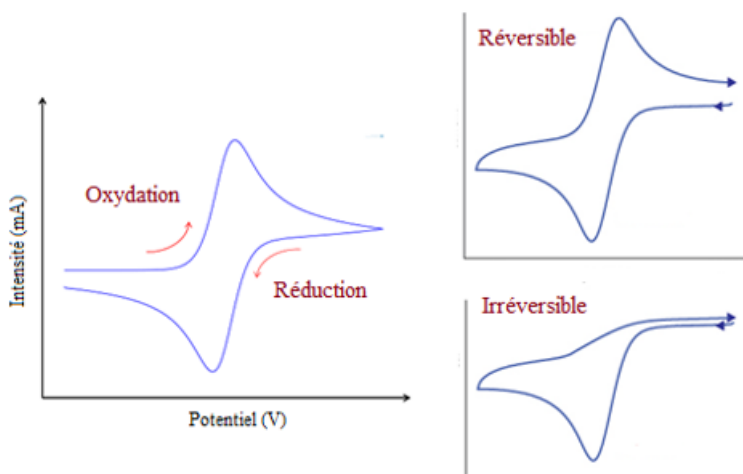 Oxydation
Réduction
Intensité (mA)
Potentiel (V)
Réversible
Irréversible